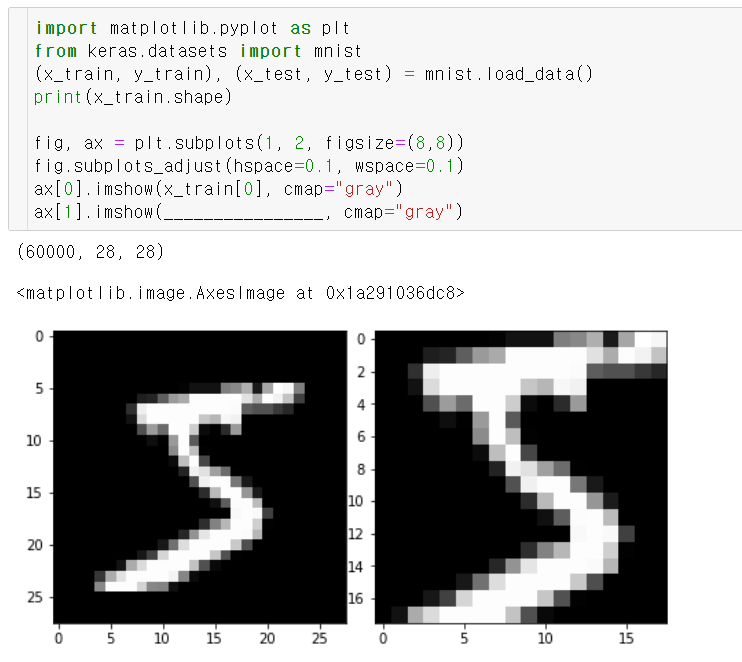 import matplotlib.pyplot as plt
from keras.datasets import mnist
(x_train, y_train), (x_test, y_test) = mnist.load_data()
print(x_train.shape)
fig, ax = plt.subplots(1, 2, figsize=(8,8))
fig.subplots_adjust(hspace=0.1, wspace=0.1)
ax[0].imshow(x_train[0], cmap="gray")
ax[1].imshow(________________, cmap="gray")
(60000, 28, 28)
<matplotlib.image.AxesImage at 0x1a291036dc8>
0
5
10
15
20
25
0 5 10 15 20 25
0
2
4
6
8
10
12
14
16
0 5 10 15